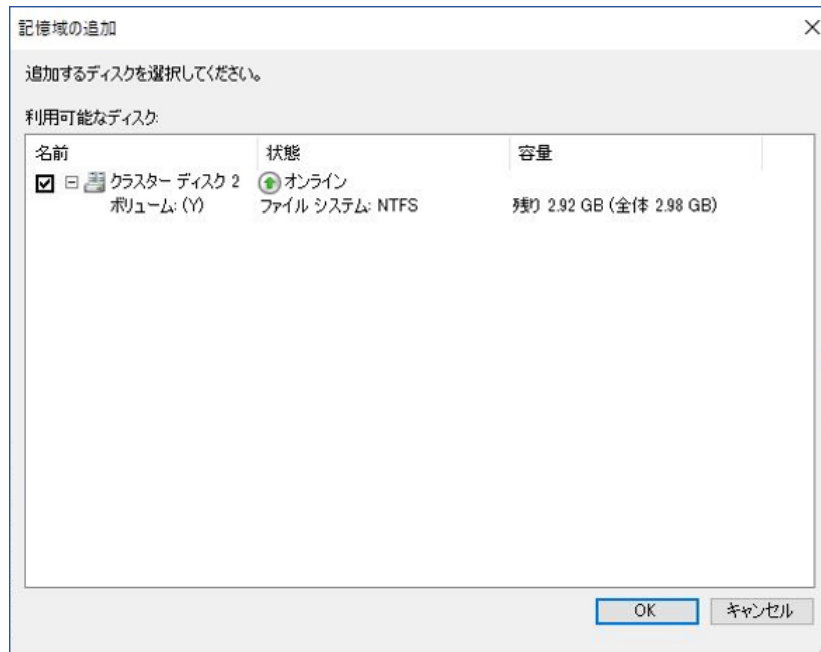 記憶域の追加
追加するディスクを選択してください。
利用可能なディスク:
名前 状態 容量
クラスター ディスク 2 オンライン
ボリューム: (Y) ファイル システム: NTFS 残り 2.92 GB (全体 2.98 GB)
OK キャンセル